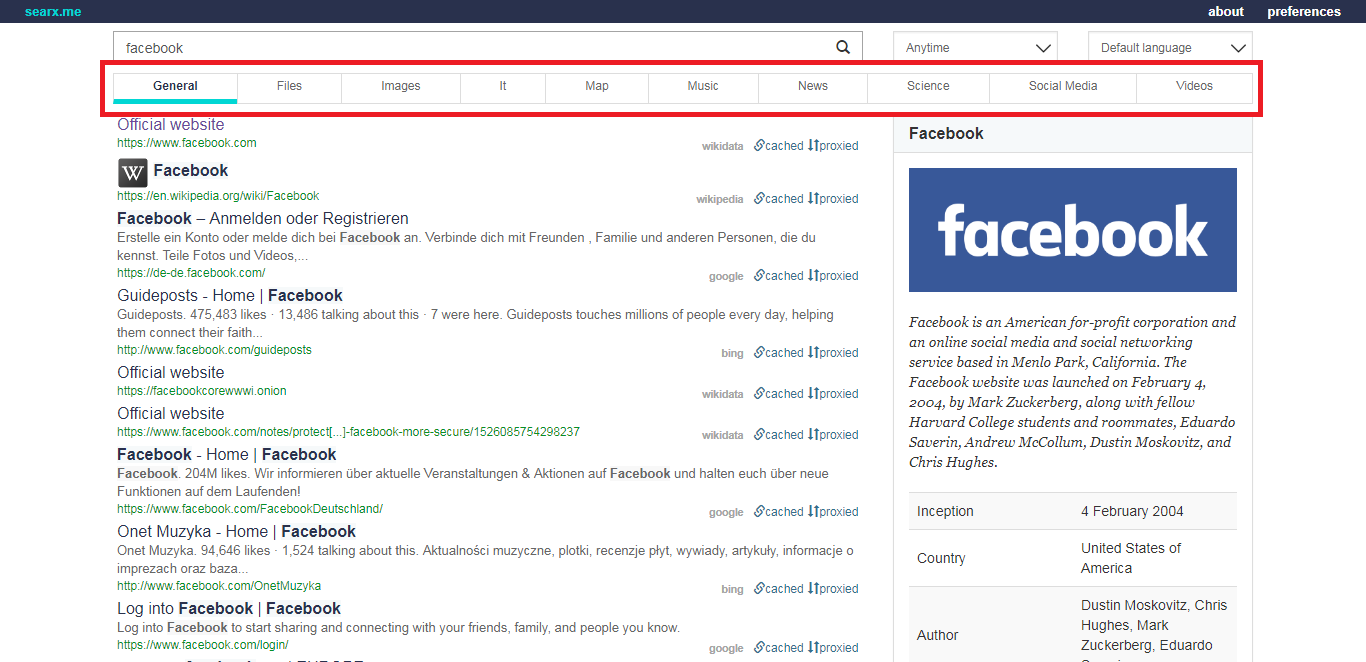 searx.me
about
preferences
facebook
Anytime
Default language
General
Files
Images
It
Map
Music
News
Science
Social Media
Videos
Official website
https://www.facebook.com
wikidata cached proxied
W Facebook
https://en.wikipedia.org/wiki/Facebook
wikipedia cached proxied
Facebook – Anmelden oder Registrieren
Erstelle ein Konto oder melde dich bei Facebook an. Verbinde dich mit Freunden , Familie und anderen Personen, die du
kennst. Teile Fotos und Videos,...
https://de-de.facebook.com/
google cached proxied
Guideposts - Home | Facebook
Guideposts. 475,483 likes · 13,486 talking about this · 7 were here. Guideposts touches millions of people every day, helping
them connect their faith...
http://www.facebook.com/guideposts
bing cached proxied
Official website
https://facebookcorewwwi.onion
wikidata cached proxied
Official website
https://www.facebook.com/notes/protect[...]-facebook-more-secure/1526085754298237
wikidata cached proxied
Facebook - Home | Facebook
Facebook. 204M likes. Wir informieren über aktuelle Veranstaltungen & Aktionen auf Facebook und halten euch über neue
Funktionen auf dem Laufenden!
https://www.facebook.com/FacebookDeutschland/
google cached proxied
Onet Muzyka - Home | Facebook
Onet Muzyka. 94,646 likes · 1,524 talking about this. Aktualności muzyczne, plotki, recenzje płyt, wywiady, artykuły, informacje o
imprezach oraz baza...
http://www.facebook.com/OnetMuzyka
bing cached proxied
Log into Facebook | Facebook
Log into Facebook to start sharing and connecting with your friends, family, and people you know.
https://www.facebook.com/login/
google cached proxied
Facebook
facebook
Facebook is an American for-profit corporation and
an online social media and social networking
service based in Menlo Park, California. The
Facebook website was launched on February 4,
2004, by Mark Zuckerberg, along with fellow
Harvard College students and roommates, Eduardo
Saverin, Andrew McCollum, Dustin Moskovitz, and
Chris Hughes.
Inception 4 February 2004
Country United States of
America
Author Dustin Moskovitz, Chris
Hughes, Mark
Zuckerberg, Eduardo